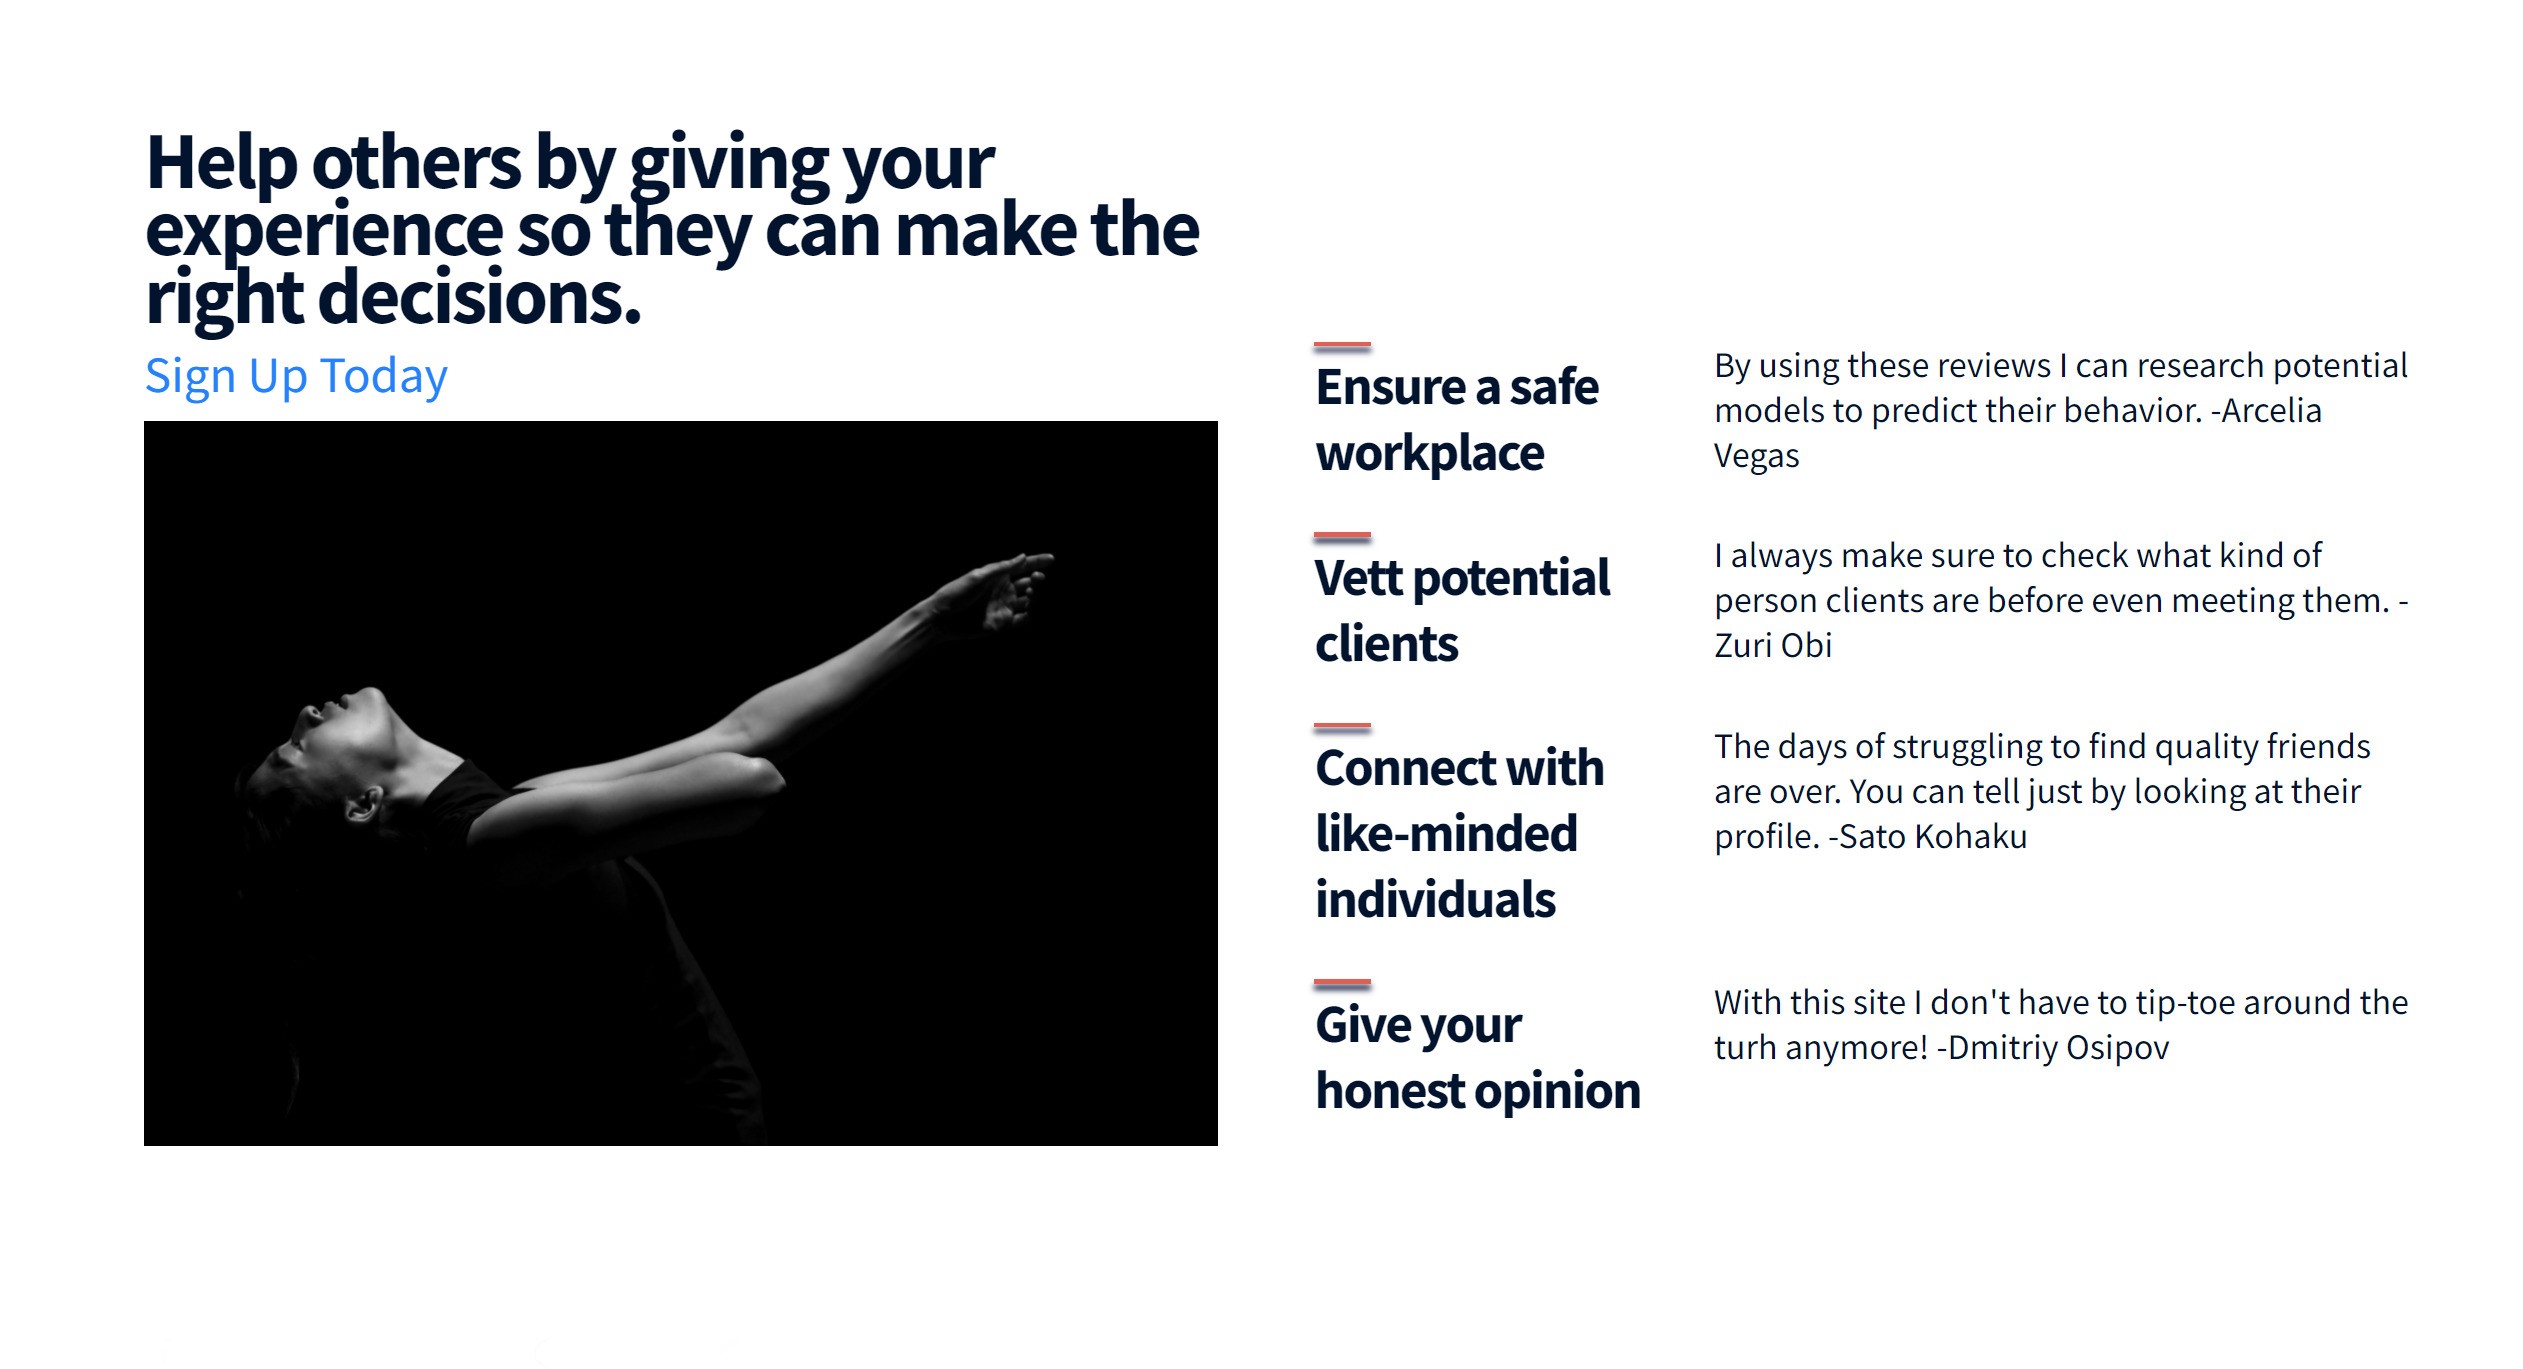 Help others by giving your
experience so they can make the
right decisions.
Sign Up Today
Ensure a safe
workplace
By using these reviews I can research potential
models to predict their behavior. -Arcelia
Vegas
Vett potential
clients
I always make sure to check what kind of
person clients are before even meeting them. -
Zuri Obi
Connect with
like-minded
individuals
The days of struggling to find quality friends
are over. You can tell just by looking at their
profile. -Sato Kohaku
Give your
honest opinion
With this site I don't have to tip-toe around the
turh anymore! -Dmitriy Osipov